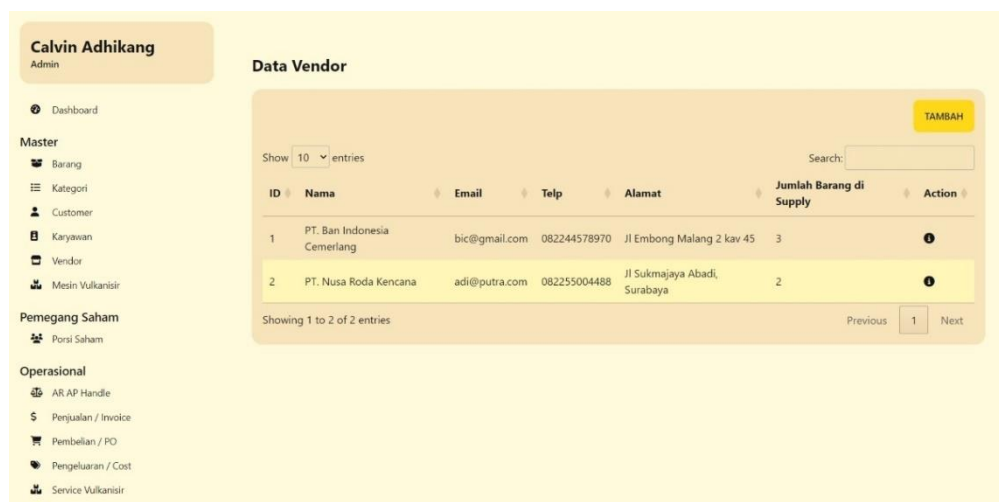 Calvin Adhikang
Admin
Dashboard
Master
Barang
Kategori
Customer
Karyawan
Vendor
Mesin Vulkanisir
Pemegang Saham
Porsi Saham
Operasional
AR AP Handle
Penjualan / Invoice
Pembelian / PO
Pengeluaran / Cost
Service Vulkanisir
Data Vendor
TAMBAH
Show 10 entries Search:
ID Nama Email Telp Alamat Jumlah Barang di
Supply Action
1 PT. Ban Indonesia
Cemerlang bic@gmail.com 082244578970 Jl Embong Malang 2 kav 45 3
2 PT. Nusa Roda Kencana adi@putra.com 082255004488 Jl Sukmajaya Abadi,
Surabaya 2
Showing 1 to 2 of 2 entries Previous 1 Next